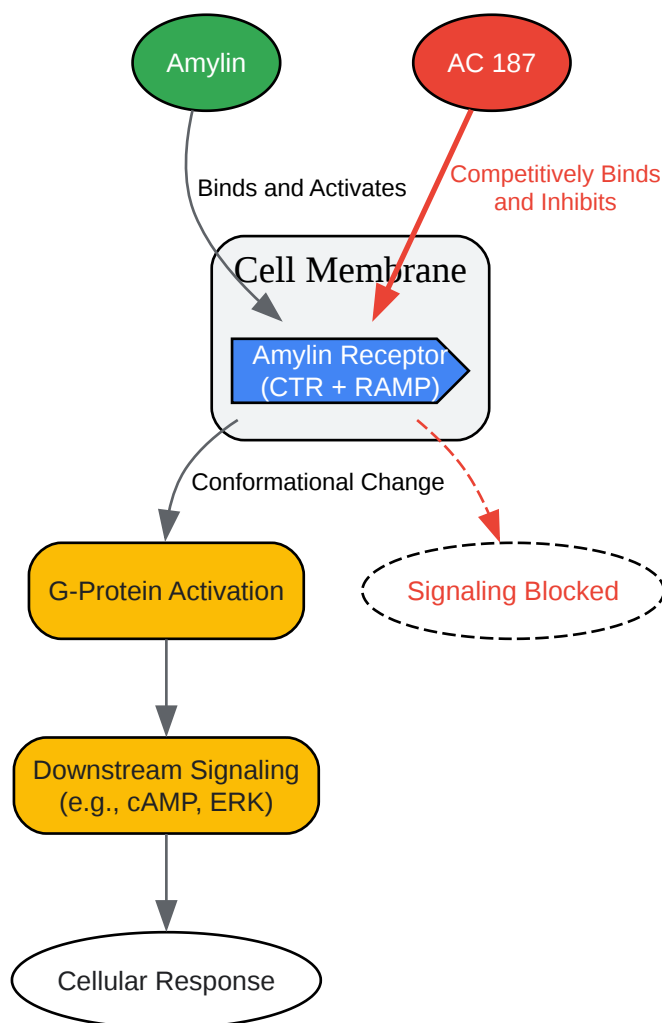 Amylin
AC 187
Binds and Activates
Competitively Binds
and Inhibits
Cell Membrane
Amylin Receptor
(CTR + RAMP)
Conformational Change
G-Protein Activation
Signaling Blocked
Downstream Signaling
(e.g., cAMP, ERK)
Cellular Response